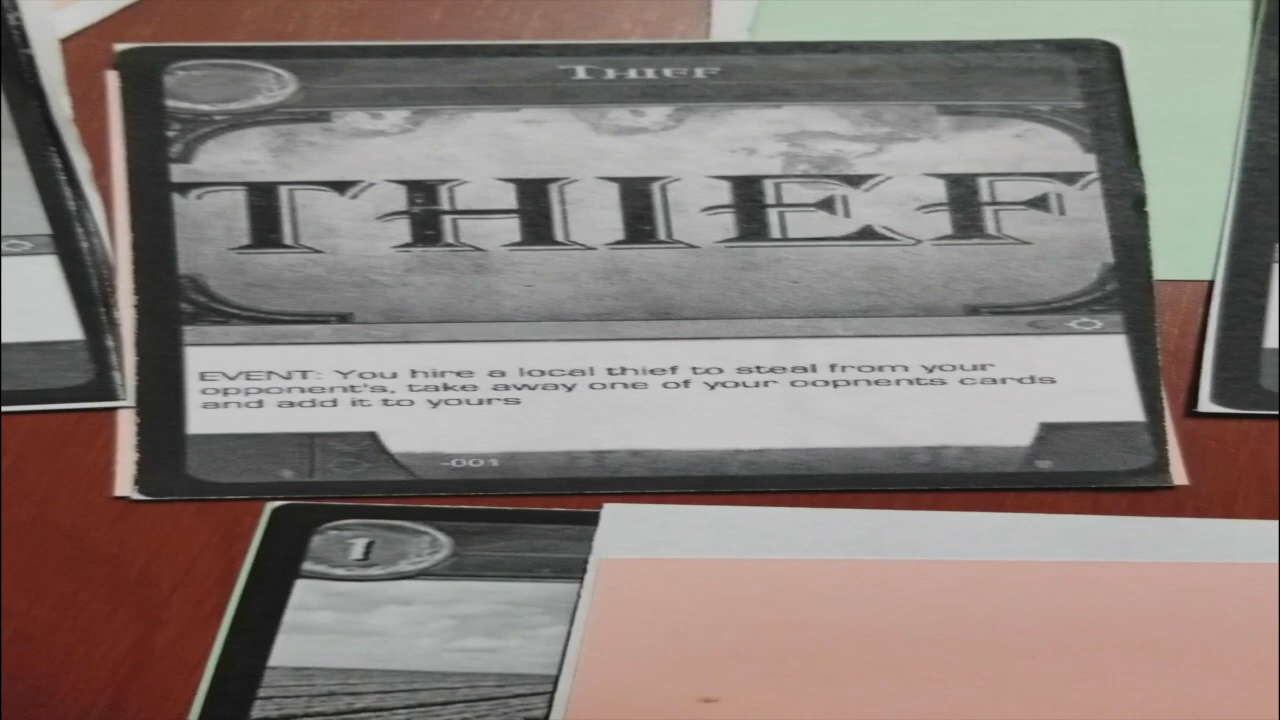 THIEF
THIEF
EVENT: You hire a local thief to steal from your
opponent's, take away one of your oopnents cards
and add it to yours
-001
1